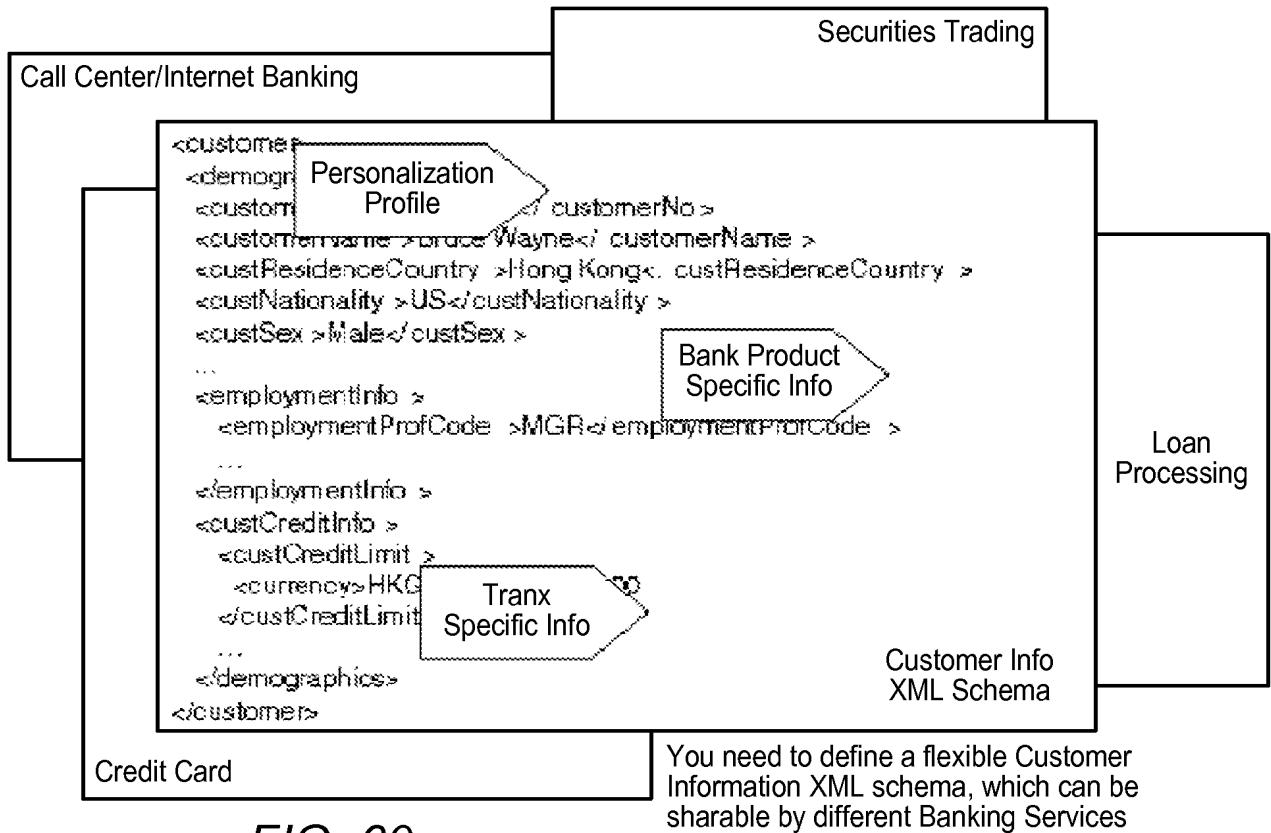 Securities Trading
Call Center/Internet Banking
<customer>
<demogr
Personalization
Profile
<custom
</ customerNo >
<customerName >Bruce Wayne</ customerName >
<custResidenceCountry >Hong Kong<. custResidenceCountry >
<custNationality >US</custNationality >
<custSex >Male</custSex >
Bank Product
Specific Info
...
<employmentInfo >
<employmentProfCode >MGR</employmentProfCode >
...
</employmentInfo >
<custCreditInfo >
<custCreditLimit >
<currency>HKG
</custCreditLimit
Tranx
Specific Info
...
</demographics>
</customer>
Customer Info
XML Schema
Loan
Processing
Credit Card
You need to define a flexible Customer
Information XML schema, which can be
sharable by different Banking Services